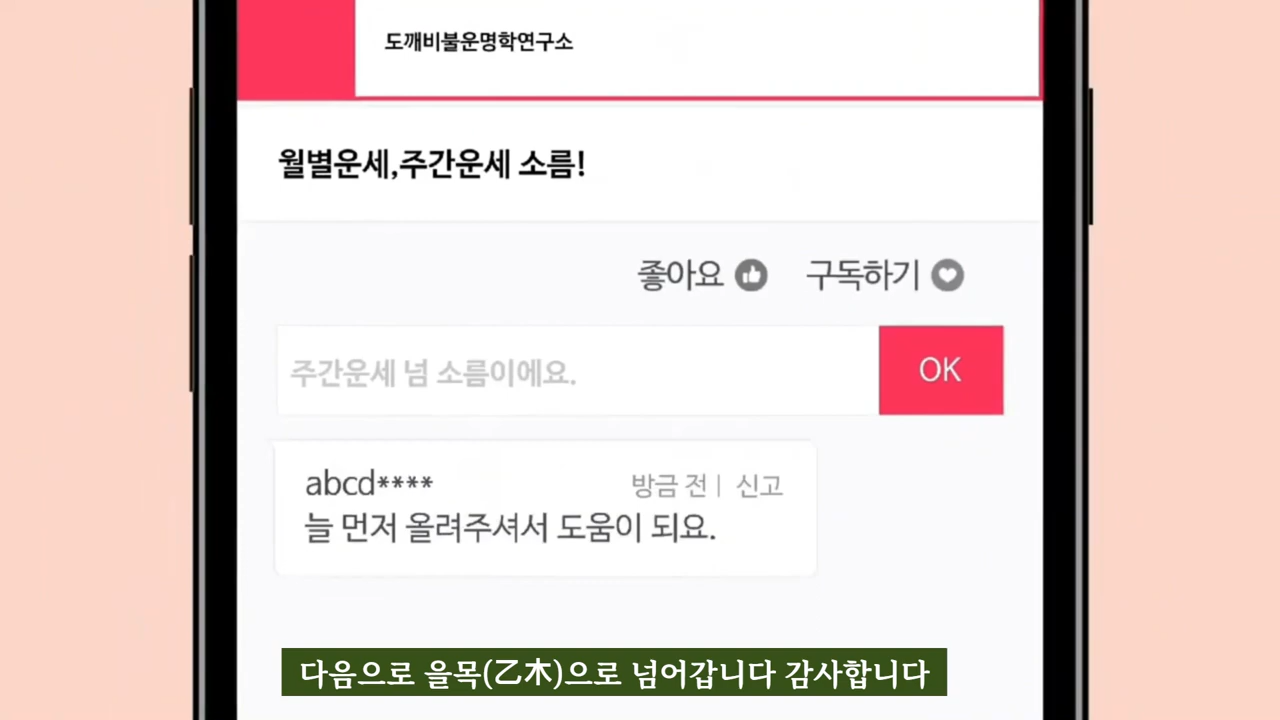 도깨비불운명학연구소
월별운세,주간운세 소름!
좋아요 구독하기
주간운세 넘 소름이에요.
OK
abcd****
방금 전 | 신고
늘 먼저 올려주셔서 도움이 되요.
다음으로 을목(乙木)으로 넘어갑니다 감사합니다